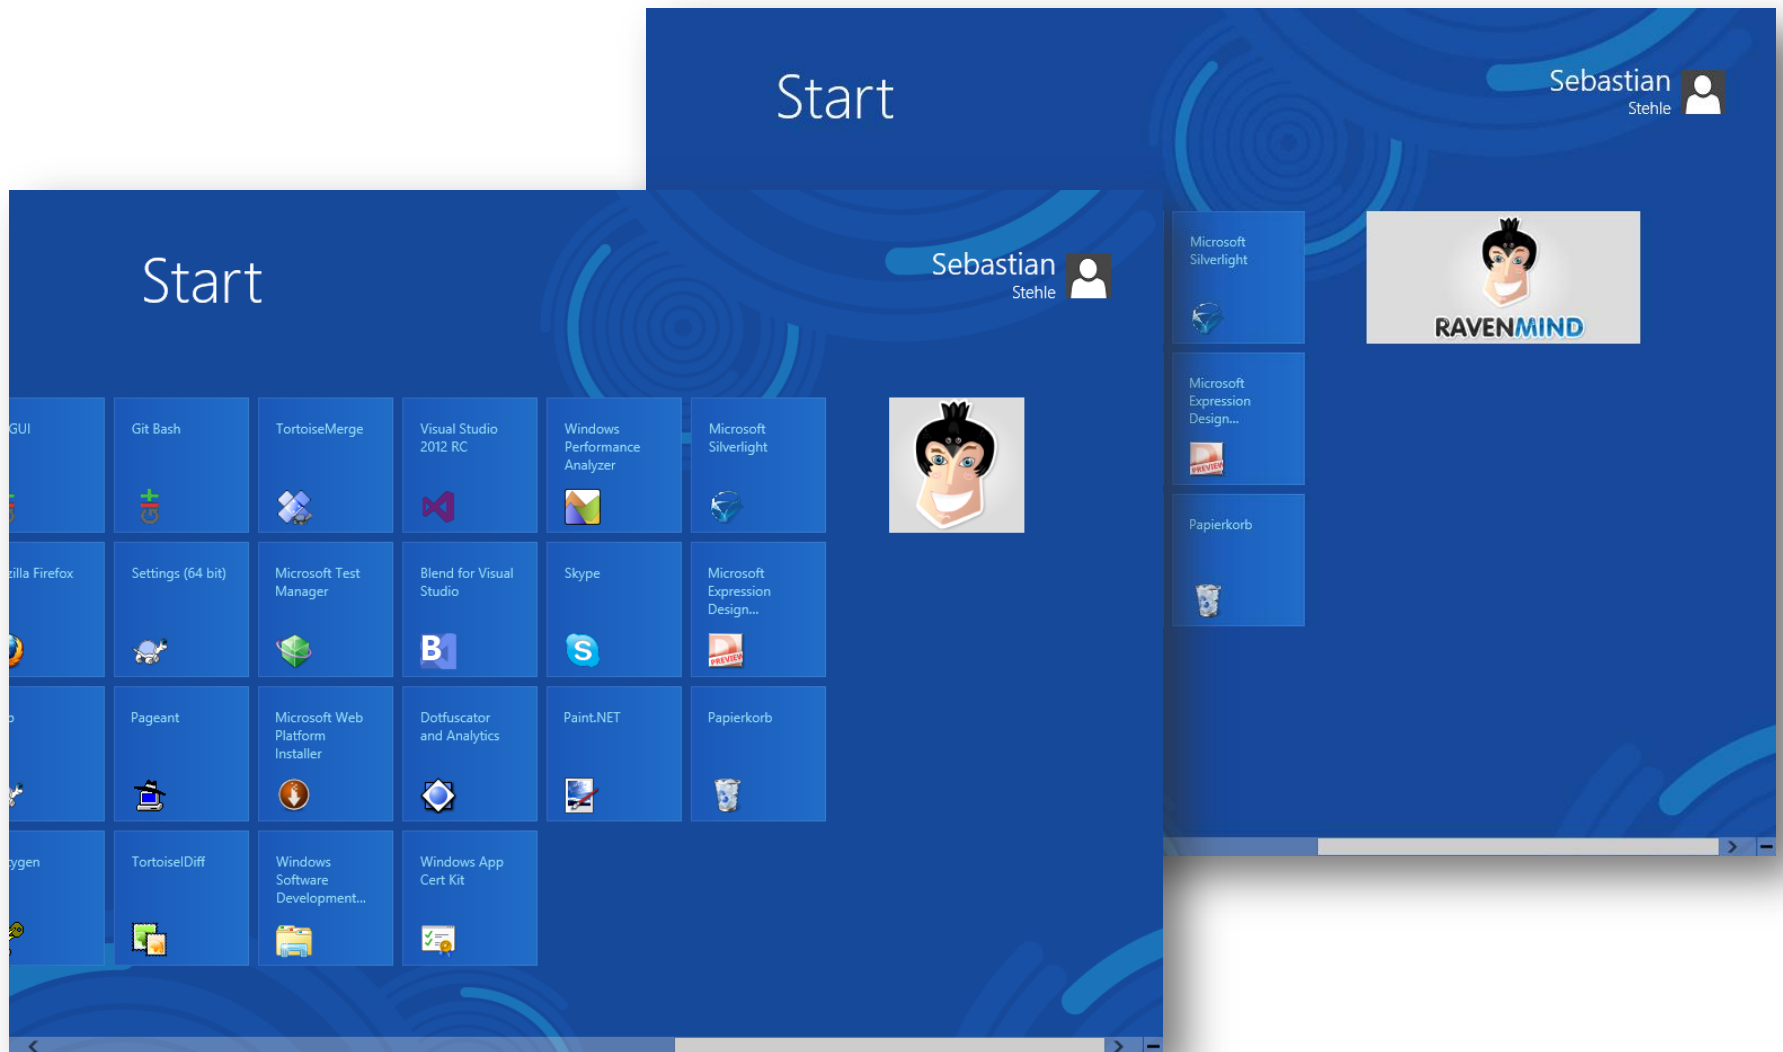 Start
Sebastian
Stehle
Microsoft
Silverlight
RAVENMIND
Microsoft
Expression
Design...
PREVIEW
Papierkorb
Start
Sebastian
Stehle
GUI
Git Bash
git
TortoiseMerge
Visual Studio
2012 RC
Windows
Performance
Analyzer
Microsoft
Silverlight
zilla Firefox
Settings (64 bit)
Microsoft Test
Manager
Blend for Visual
Studio
B
Skype
S
Microsoft
Expression
Design...
PREVIEW
Pageant
Microsoft Web
Platform
Installer
Dotfuscator
and Analytics
Paint.NET
Papierkorb
ygen
TortoiseIDiff
Windows
Software
Development...
Windows App
Cert Kit